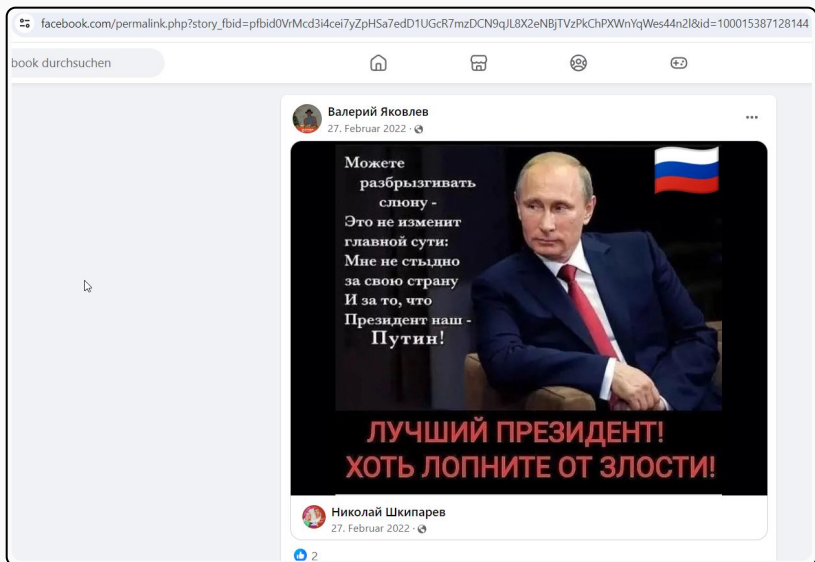 facebook.com/permalink.php?story_fbid=pfbid0VrMcd3i4cei7yZpHSa7edD1UGcR7mzDCN9qJL8X2eNBjTVzPkChPXWnYqWes44n2l&id=100015387128144
book durchsuchen
Валерий Яковлев
27. Februar 2022 ·
Можете
разбрызгивать
слюну -
Это не изменит
главной сути:
Мне не стыдно
за свою страну
И за то, что
Президент наш -
Путин!
ЛУЧШИЙ ПРЕЗИДЕНТ!
ХОТЬ ЛОПНИТЕ ОТ ЗЛОСТИ!
Николай Шкипарев
27. Februar 2022 ·
2